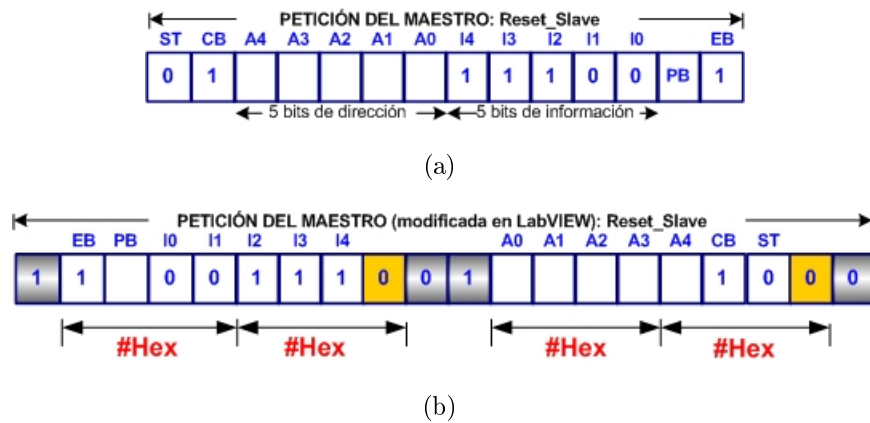 PETICIÓN DEL MAESTRO: Reset_Slave
ST CB A4 A3 A2 A1 A0 I4 I3 I2 I1 I0 EB
0 1 1 1 1 0 0 PB 1
5 bits de dirección 5 bits de información
(a)
PETICIÓN DEL MAESTRO (modificada en LabVIEW): Reset_Slave
EB PB I0 I1 I2 I3 I4 A0 A1 A2 A3 A4 CB ST
1 1 0 0 1 1 1 0 0 1 1 0 0 0
#Hex #Hex #Hex #Hex
(b)